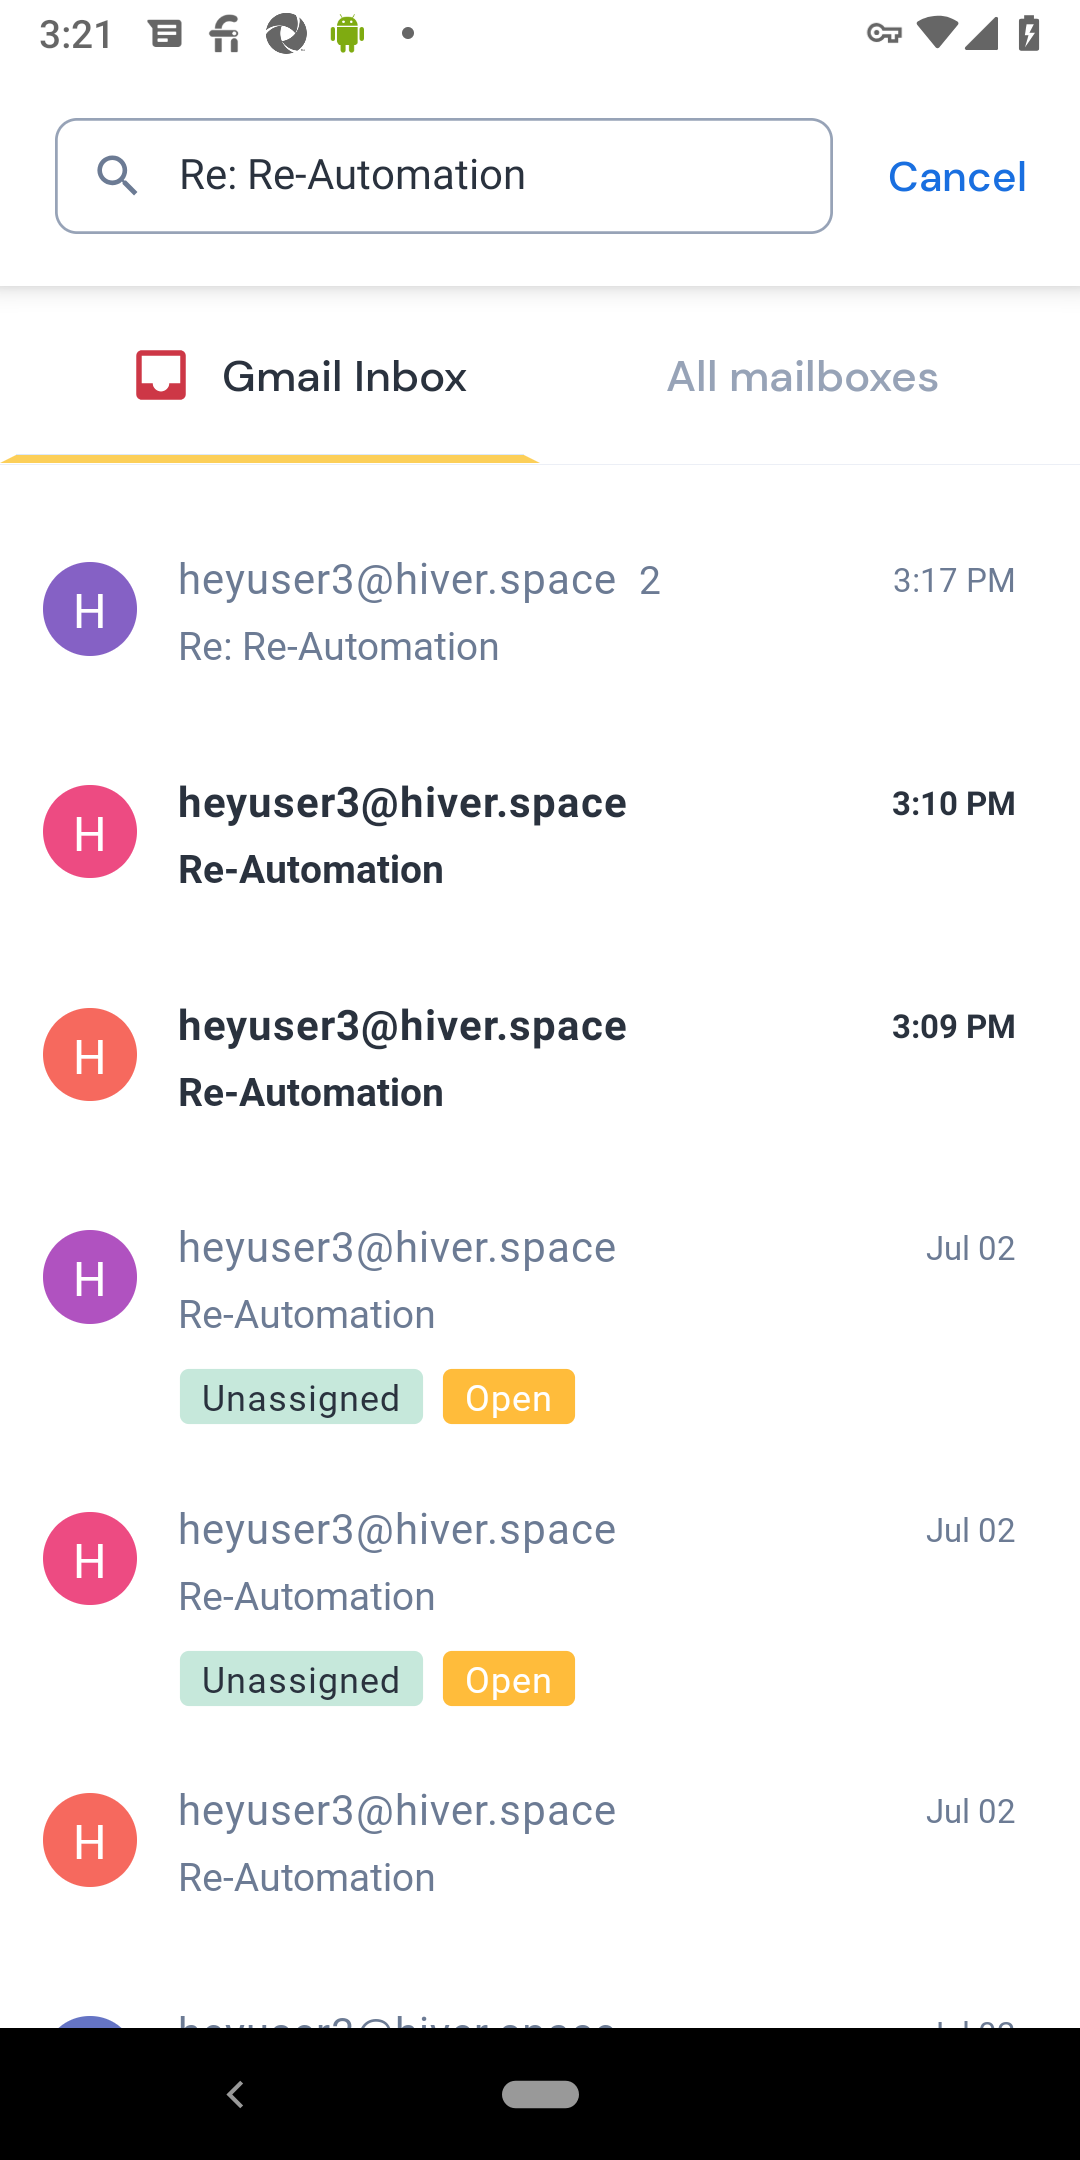 3:21
Re: Re-Automation
Cancel
Gmail Inbox
All mailboxes
H
heyuser3@hiver.space 2
3:17 PM
Re: Re-Automation
H
heyuser3@hiver.space
3:10 PM
Re-Automation
H
heyuser3@hiver.space
3:09 PM
Re-Automation
H
heyuser3@hiver.space
Jul 02
Re-Automation
Unassigned
Open
H
heyuser3@hiver.space
Jul 02
Re-Automation
Unassigned
Open
H
heyuser3@hiver.space
Jul 02
Re-Automation